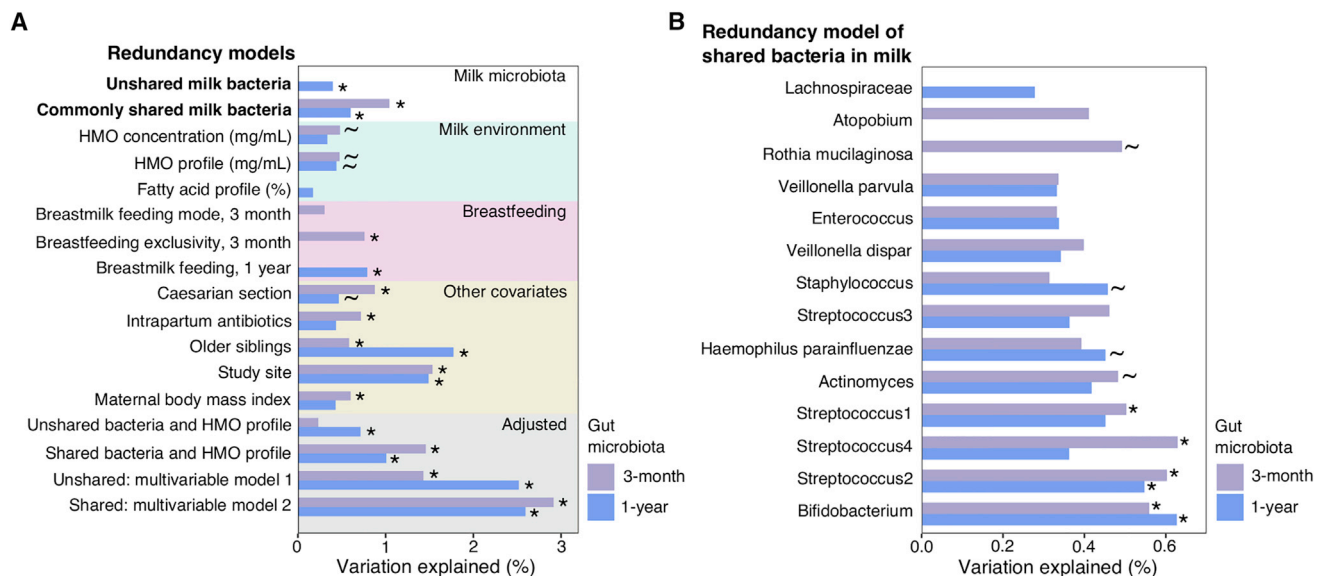 A
Redundancy models
Unshared milk bacteria
*
Milk microbiota
Commonly shared milk bacteria
*
*
HMO concentration (mg/mL)
~
Milk environment
HMO profile (mg/mL)
~
~
Fatty acid profile (%)
Breastmilk feeding mode, 3 month
Breastfeeding
Breastfeeding exclusivity, 3 month
*
Breastmilk feeding, 1 year
*
Caesarian section
*
~
Other covariates
Intrapartum antibiotics
*
Older siblings
*
*
Study site
*
*
Maternal body mass index
*
Unshared bacteria and HMO profile
*
Adjusted
Shared bacteria and HMO profile
*
*
Unshared: multivariable model 1
*
*
Shared: multivariable model 2
*
*
0 1 2 3
Variation explained (%)
Gut
microbiota
3-month
1-year
B
Redundancy model of
shared bacteria in milk
Lachnospiraceae
Atopobium
Rothia mucilaginosa
~
Veillonella parvula
Enterococcus
Veillonella dispar
Staphylococcus
~
Streptococcus3
Haemophilus parainfluenzae
~
Actinomyces
~
Streptococcus1
*
Streptococcus4
*
Streptococcus2
*
*
Bifidobacterium
*
*
0.0 0.2 0.4 0.6
Variation explained (%)
Gut
microbiota
3-month
1-year